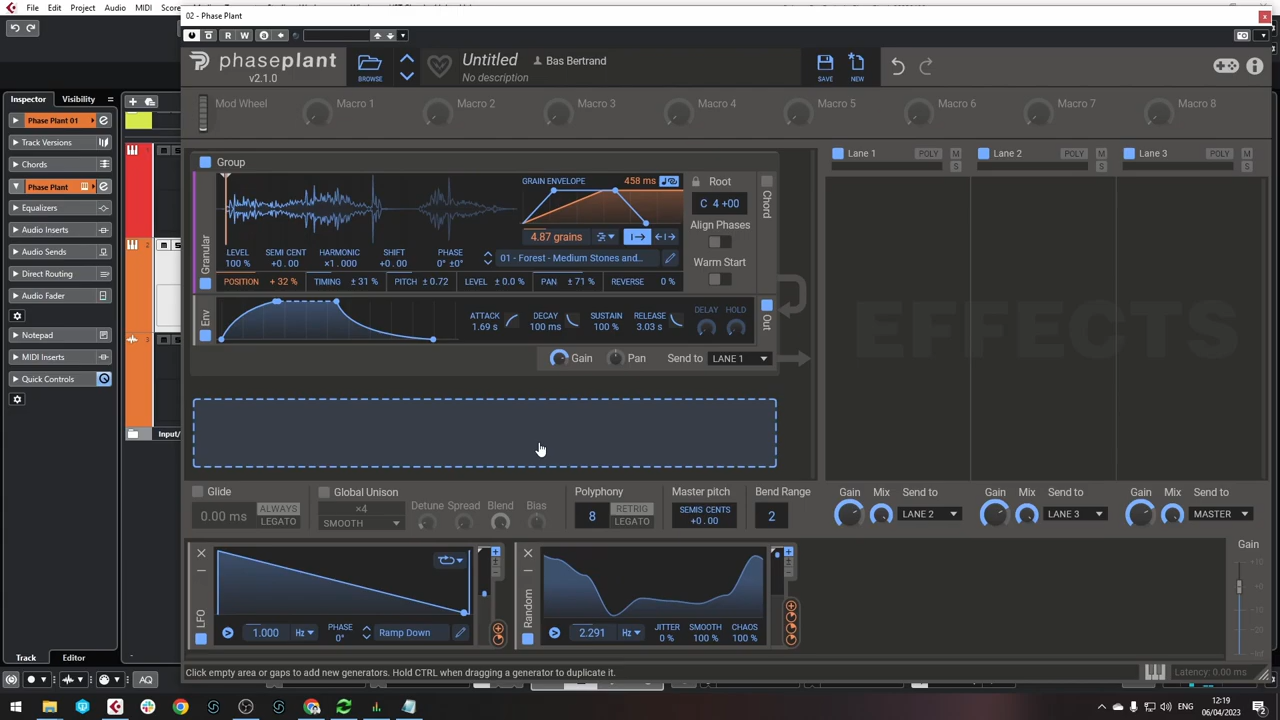 File Edit Project Audio MIDI Score
02 - Phase Plant
R W
phaseplant
v2.1.0
BROWSE
Untitled
No description
Bas Bertrand
SAVE
NEW
Inspector Visibility
Phase Plant 01
Track Versions
Chords
Phase Plant
Equalizers
Audio Inserts
Audio Sends
Direct Routing
Audio Fader
Notepad
MIDI Inserts
Quick Controls
Track Editor
AQ
Input/
Mod Wheel
Macro 1
Macro 2
Macro 3
Macro 4
Macro 5
Macro 6
Macro 7
Macro 8
Group
Granular
GRAIN ENVELOPE 458 ms
4.87 grains
Root
C 4 +00
Align Phases
Warm Start
Chord
LEVEL SEMI CENT HARMONIC SHIFT PHASE
100 % +0.00 ×1.000 +0.00 0° ±0°
01 - Forest - Medium Stones and...
POSITION + 32 % TIMING ± 31 % PITCH ± 0.72 LEVEL ± 0.0 % PAN ± 71 % REVERSE 0 %
Env
ATTACK DECAY SUSTAIN RELEASE DELAY HOLD
1.69 s 100 ms 100 % 3.03 s
Out
Gain Pan Send to LANE 1
Lane 1 POLY M S
Lane 2 POLY M S
Lane 3 POLY M S
EFFECTS
Glide
0.00 ms ALWAYS LEGATO
Global Unison
×4
SMOOTH
Detune Spread Blend Bias
Polyphony
8 RETRIG LEGATO
Master pitch
SEMIS CENTS
+0.00
Bend Range
2
Gain Mix Send to LANE 2
Gain Mix Send to LANE 3
Gain Mix Send to MASTER
LFO
1.000 Hz PHASE 0° Ramp Down
Random
2.291 Hz JITTER 0 % SMOOTH 100 % CHAOS 100 %
Gain
+10
+0
-10
-20
-Inf
Click empty area or gaps to add new generators. Hold CTRL when dragging a generator to duplicate it.
Latency: 0.00 ms
ENG
12:19
06/04/2023